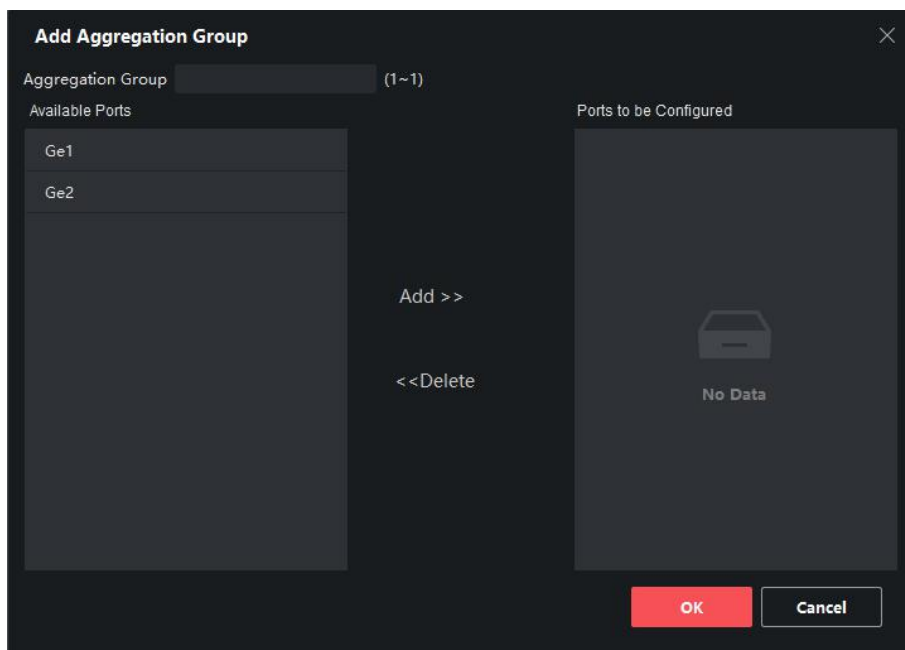 Add Aggregation Group
Aggregation Group (1~1)
Available Ports
Ports to be Configured
Ge1
Ge2
Add >>
<<Delete
No Data
OK
Cancel